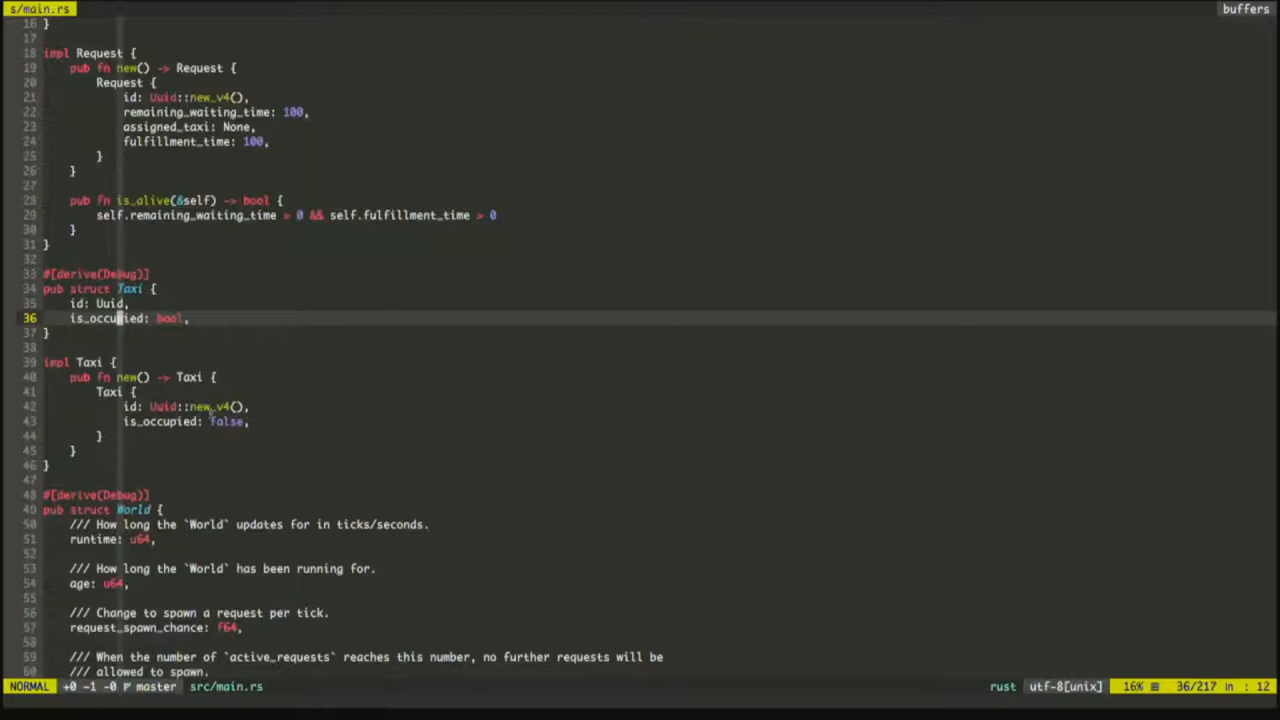 s/main.rs buffers
16 }
17
18 impl Request {
19     pub fn new() -> Request {
20         Request {
21             id: Uuid::new_v4(),
22             remaining_waiting_time: 100,
23             assigned_taxi: None,
24             fulfillment_time: 100,
25         }
26     }
27
28     pub fn is_alive(&self) -> bool {
29         self.remaining_waiting_time > 0 && self.fulfillment_time > 0
30     }
31 }
32
33 #[derive(Debug)]
34 pub struct Taxi {
35     id: Uuid,
36     is_occupied: bool,
37 }
38
39 impl Taxi {
40     pub fn new() -> Taxi {
41         Taxi {
42             id: Uuid::new_v4(),
43             is_occupied: false,
44         }
45     }
46 }
47
48 #[derive(Debug)]
49 pub struct World {
50     /// How long the `World` updates for in ticks/seconds.
51     runtime: u64,
52
53     /// How long the `World` has been running for.
54     age: u64,
55
56     /// Change to spawn a request per tick.
57     request_spawn_chance: f64,
58
59     /// When the number of `active_requests` reaches this number, no further requests will be
60     /// allowed to spawn.
NORMAL +0 -1 -0 master src/main.rs rust utf-8[unix] 16% ☰ 36/217 ln : 12